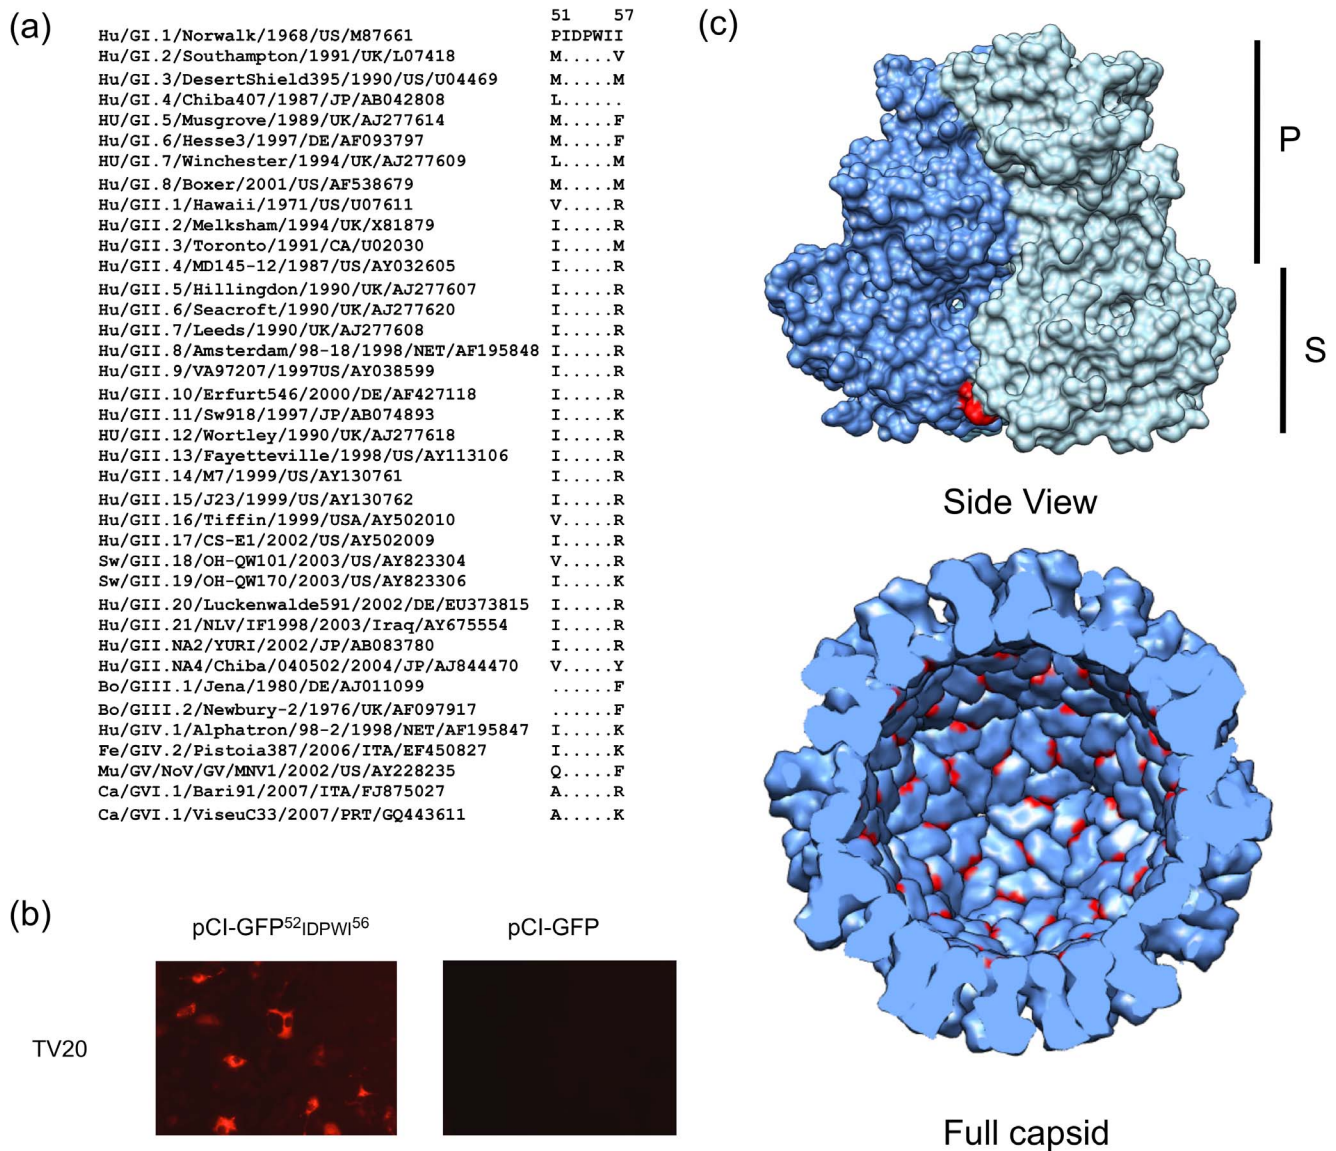 (a)
51 57
Hu/GI.1/Norwalk/1968/US/M87661 PIDPWII
Hu/GI.2/Southampton/1991/UK/L07418 M.....V
Hu/GI.3/DesertShield395/1990/US/U04469 M.....M
Hu/GI.4/Chiba407/1987/JP/AB042808 L......
HU/GI.5/Musgrove/1989/UK/AJ277614 M.....F
Hu/GI.6/Hesse3/1997/DE/AF093797 M.....F
HU/GI.7/Winchester/1994/UK/AJ277609 L.....M
Hu/GI.8/Boxer/2001/US/AF538679 M.....M
Hu/GII.1/Hawaii/1971/US/U07611 V.....R
Hu/GII.2/Melksham/1994/UK/X81879 I.....R
Hu/GII.3/Toronto/1991/CA/U02030 I.....M
Hu/GII.4/MD145-12/1987/US/AY032605 I.....R
Hu/GII.5/Hillingdon/1990/UK/AJ277607 I.....R
Hu/GII.6/Seacroft/1990/UK/AJ277620 I.....R
Hu/GII.7/Leeds/1990/UK/AJ277608 I.....R
Hu/GII.8/Amsterdam/98-18/1998/NET/AF195848 I.....R
Hu/GII.9/VA97207/1997US/AY038599 I.....R
Hu/GII.10/Erfurt546/2000/DE/AF427118 I.....R
Hu/GII.11/Sw918/1997/JP/AB074893 I.....K
HU/GII.12/Wortley/1990/UK/AJ277618 I.....R
Hu/GII.13/Fayetteville/1998/US/AY113106 I.....R
Hu/GII.14/M7/1999/US/AY130761 I.....R
Hu/GII.15/J23/1999/US/AY130762 I.....R
Hu/GII.16/Tiffin/1999/USA/AY502010 V.....R
Hu/GII.17/CS-E1/2002/US/AY502009 I.....R
Sw/GII.18/OH-QW101/2003/US/AY823304 V.....R
Sw/GII.19/OH-QW170/2003/US/AY823306 I.....K
Hu/GII.20/Luckenwalde591/2002/DE/EU373815 I.....R
Hu/GII.21/NLV/IF1998/2003/Iraq/AY675554 I.....R
Hu/GII.NA2/YURI/2002/JP/AB083780 I.....R
Hu/GII.NA4/Chiba/040502/2004/JP/AJ844470 V.....Y
Bo/GIII.1/Jena/1980/DE/AJ011099 ......F
Bo/GIII.2/Newbury-2/1976/UK/AF097917 ......F
Hu/GIV.1/Alphatron/98-2/1998/NET/AF195847 I.....K
Fe/GIV.2/Pistoia387/2006/ITA/EF450827 I.....K
Mu/GV/NoV/GV/MNV1/2002/US/AY228235 Q.....F
Ca/GVI.1/Bari91/2007/ITA/FJ875027 A.....R
Ca/GVI.1/ViseuC33/2007/PRT/GQ443611 A.....K
(b)
pCI-GFP⁵²IDPWI⁵⁶ pCI-GFP
TV20
(c)
P
S
Side View
Full capsid